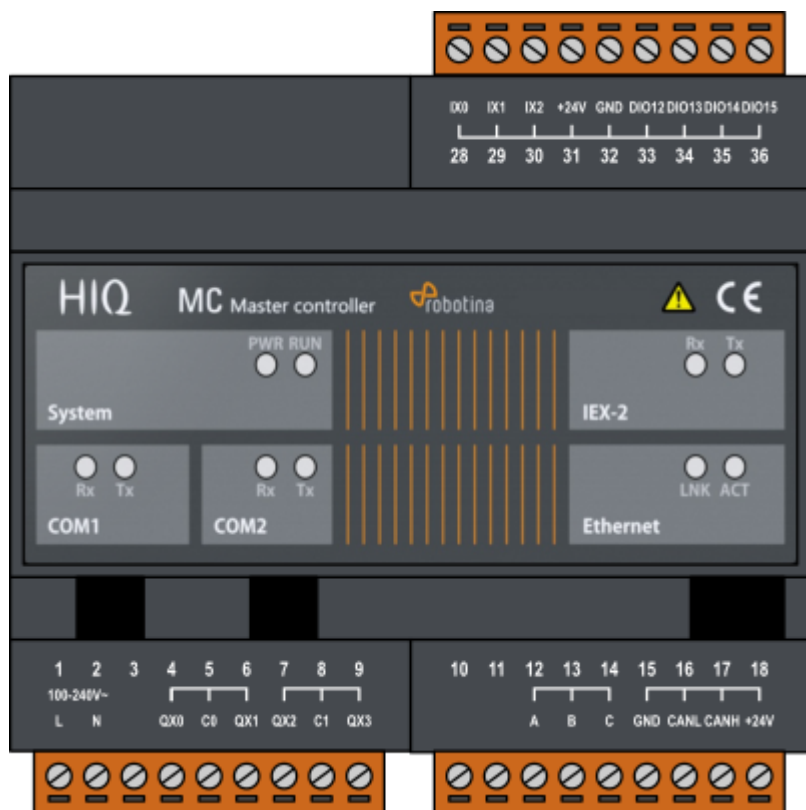 IX0 IX1 IX2 +24V GND DIO12 DIO13 DIO14 DIO15
28 29 30 31 32 33 34 35 36
HIQ MC Master controller robotina CE
PWR RUN
System
Rx Tx
IEX-2
Rx Tx
COM1
Rx Tx
COM2
LNK ACT
Ethernet
1 2 3 4 5 6 7 8 9
100-240V~
L N QX0 C0 QX1 QX2 C1 QX3
10 11 12 13 14 15 16 17 18
A B C GND CANL CANH +24V